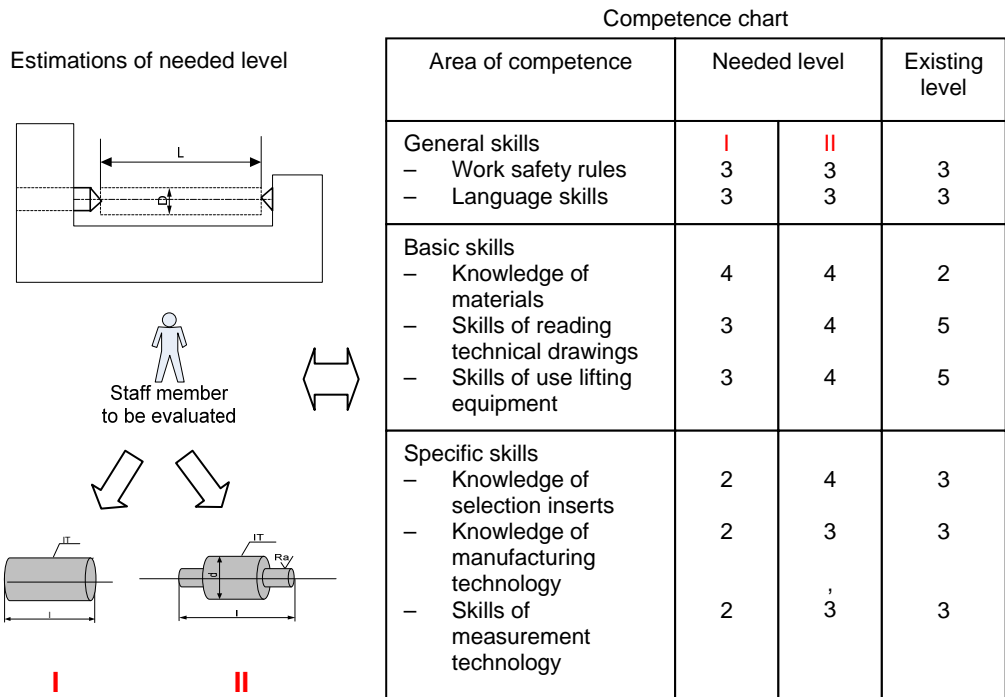 Competence chart
Estimations of needed level
L
D
Staff member
to be evaluated
IT
l
IT
Ra
d
l
I II
Area of competence Needed level Existing
level
General skills I II
– Work safety rules 3 3 3
– Language skills 3 3 3
Basic skills
– Knowledge of 4 4 2
materials
– Skills of reading 3 4 5
technical drawings
– Skills of use lifting 3 4 5
equipment
Specific skills
– Knowledge of 2 4 3
selection inserts
– Knowledge of 2 3 3
manufacturing
technology ,
– Skills of 2 3 3
measurement
technology